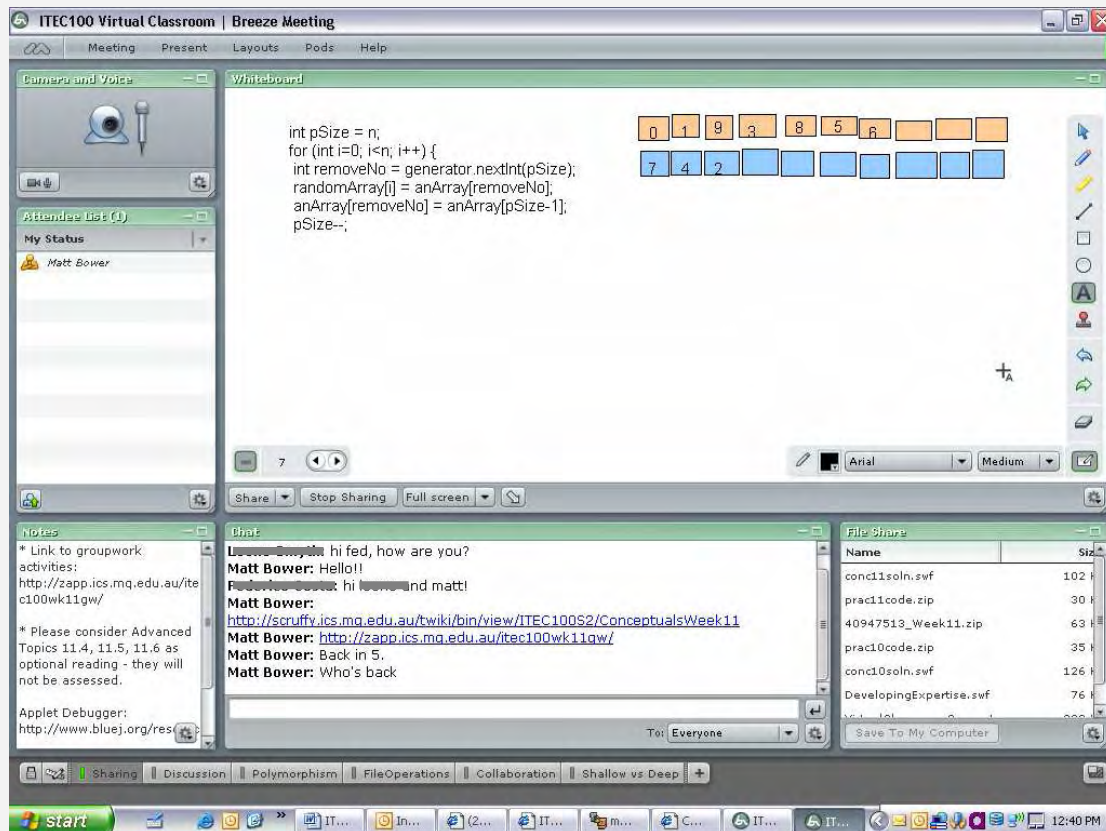 ITEC100 Virtual Classroom | Breeze Meeting
Meeting Present Layouts Pods Help
Camera and Voice
Whiteboard
int pSize = n;
for (int i=0; i<n; i++) {
int removeNo = generator.nextInt(pSize);
randomArray[i] = anArray[removeNo];
anArray[removeNo] = anArray[pSize-1];
pSize--;
0 1 9 3 8 5 6
7 4 2
Attendee List (1)
My Status
Matt Bower
A
7
Arial
Medium
Share
Stop Sharing
Full screen
Notes
* Link to groupwork
activities:
http://zapp.ics.mq.edu.au/ite
c100wk11gw/
* Please consider Advanced
Topics 11.4, 11.5, 11.6 as
optional reading - they will
not be assessed.
Applet Debugger:
http://www.bluej.org/res
Chat
hi fed, how are you?
Matt Bower: Hello!!
hi and matt!
Matt Bower:
http://scruffy.ics.mq.edu.au/twiki/bin/view/ITEC100S2/ConceptualsWeek11
Matt Bower: http://zapp.ics.mq.edu.au/itec100wk11gw/
Matt Bower: Back in 5.
Matt Bower: Who's back
To: Everyone
File Share
Name Siz
conc11soln.swf 102
prac11code.zip 30
40947513_Week11.zip 63
prac10code.zip 35
conc10soln.swf 126
DevelopingExpertise.swf 76
Save To My Computer
Sharing Discussion Polymorphism FileOperations Collaboration Shallow vs Deep +
start
» IT... In... (2... IT... m... C... IT... IT... 12:40 PM